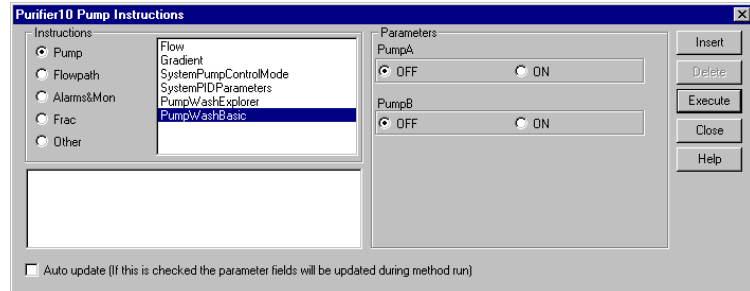 Purifier10 Pump Instructions
Instructions
Pump
Flowpath
Alarms&Mon
Frac
Other
Flow
Gradient
SystemPumpControlMode
SystemPIDParameters
PumpWashExplorer
PumpWashBasic
Parameters
PumpA
OFF ON
PumpB
OFF ON
Insert
Delete
Execute
Close
Help
Auto update (If this is checked the parameter fields will be updated during method run)